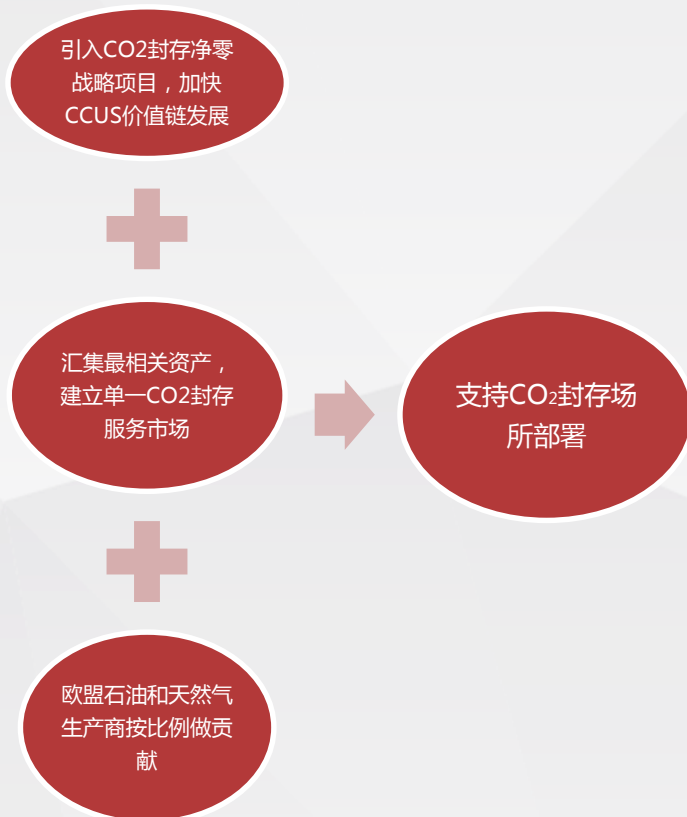 引入CO2封存净零
战略项目，加快
CCUS价值链发展
汇集最相关资产，
建立单一CO2封存
服务市场
支持CO₂封存场
所部署
欧盟石油和天然气
生产商按比例做贡
献